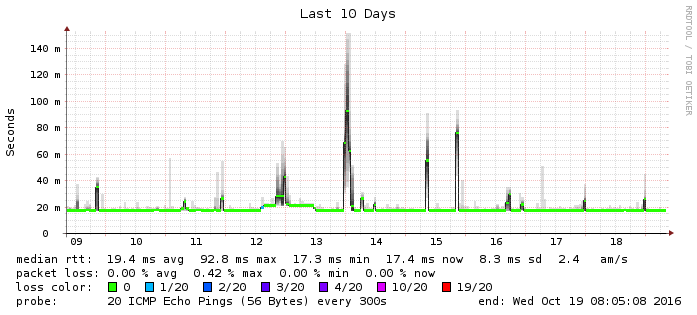 Last 10 Days
RRDTOOL / TOBI OETIKER
Seconds
140 m
120 m
100 m
80 m
60 m
40 m
20 m
0
09 10 11 12 13 14 15 16 17 18
median rtt: 19.4 ms avg 92.8 ms max 17.3 ms min 17.4 ms now 8.3 ms sd 2.4 am/s
packet loss: 0.00 % avg 0.42 % max 0.00 % min 0.00 % now
loss color: 0 1/20 2/20 3/20 4/20 10/20 19/20
probe: 20 ICMP Echo Pings (56 Bytes) every 300s end: Wed Oct 19 08:05:08 2016